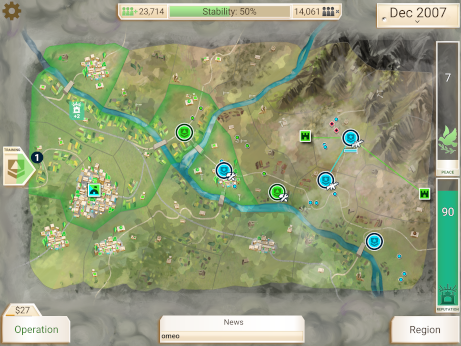 +23,714
Stability: 50%
14,061
Dec 2007
7
+2
TRAINING
1
PEACE
90
$27
Operation
News
omeo
REPUTATION
Region